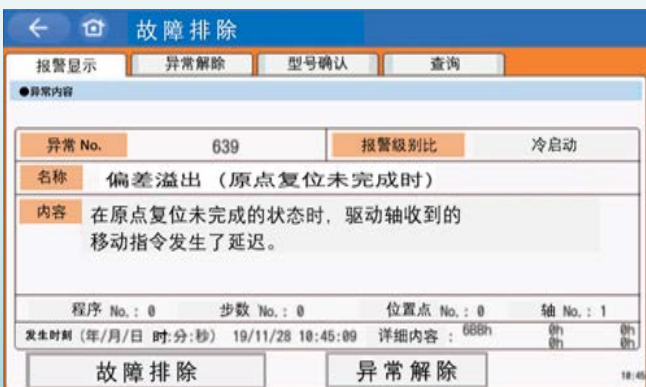 故障排除
报警显示 异常解除 型号确认 查询
●异常内容
异常 No. 639 报警级别比 冷启动
名称 偏差溢出（原点复位未完成时）
内容 在原点复位未完成的状态时，驱动轴收到的
移动指令发生了延迟。
程序 No.：0 步数 No.：0 位置点 No.：0 轴 No.：1
发生时刻（年/月/日 时:分:秒） 19/11/28 10:45:09 详细内容： 6BBh 0h 0h
0h 0h
故障排除 异常解除 10:45